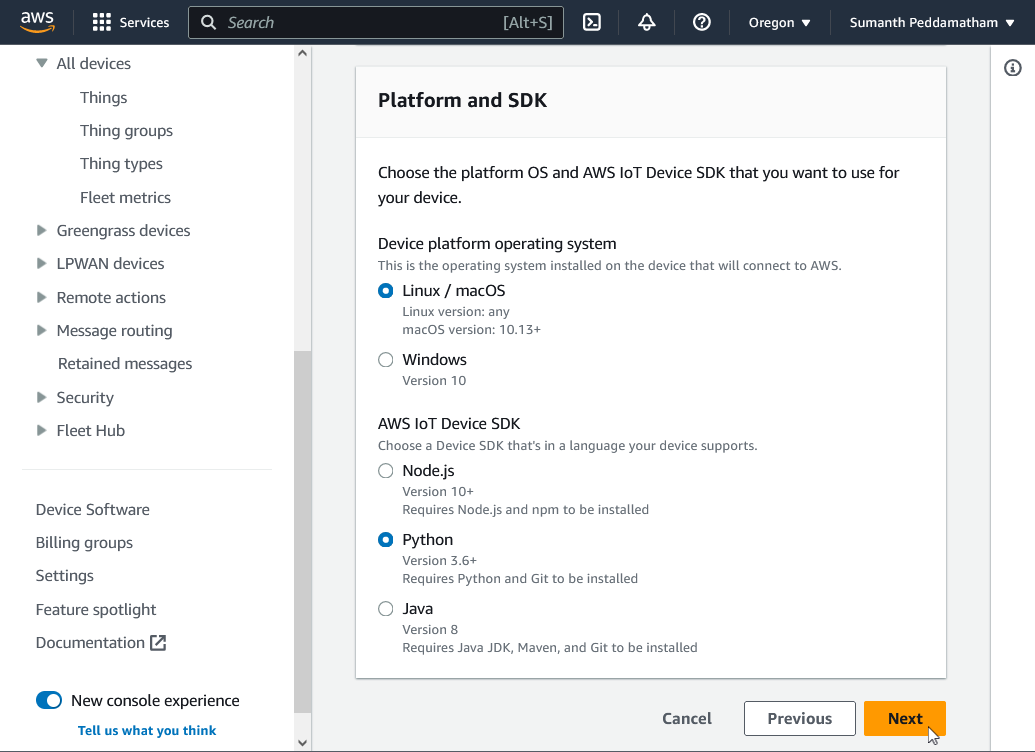 aws
Services
Search
[Alt+S]
Oregon
Sumanth Peddamatham
All devices
Things
Thing groups
Thing types
Fleet metrics
Greengrass devices
LPWAN devices
Remote actions
Message routing
Retained messages
Security
Fleet Hub
Device Software
Billing groups
Settings
Feature spotlight
Documentation
New console experience
Tell us what you think
Platform and SDK
Choose the platform OS and AWS IoT Device SDK that you want to use for
your device.
Device platform operating system
This is the operating system installed on the device that will connect to AWS.
Linux / macOS
Linux version: any
macOS version: 10.13+
Windows
Version 10
AWS IoT Device SDK
Choose a Device SDK that's in a language your device supports.
Node.js
Version 10+
Requires Node.js and npm to be installed
Python
Version 3.6+
Requires Python and Git to be installed
Java
Version 8
Requires Java JDK, Maven, and Git to be installed
Cancel
Previous
Next